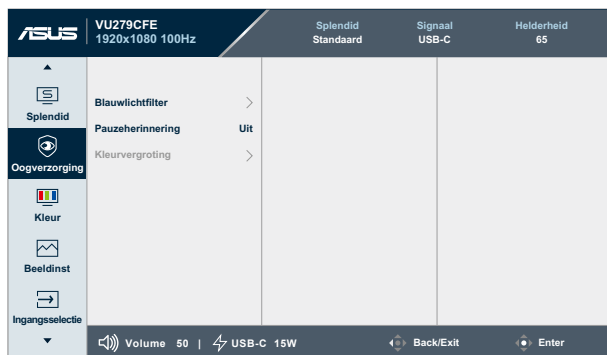 ASUS
VU279CFE
1920x1080 100Hz
Splendid
Standaard
Signaal
USB-C
Helderheid
65
Splendid
Oogverzorging
Kleur
Beeldinst
Ingangsselectie
Blauwlichtfilter
Pauzeherinnering Uit
Kleurvergroting
Volume 50 | USB-C 15W Back/Exit Enter